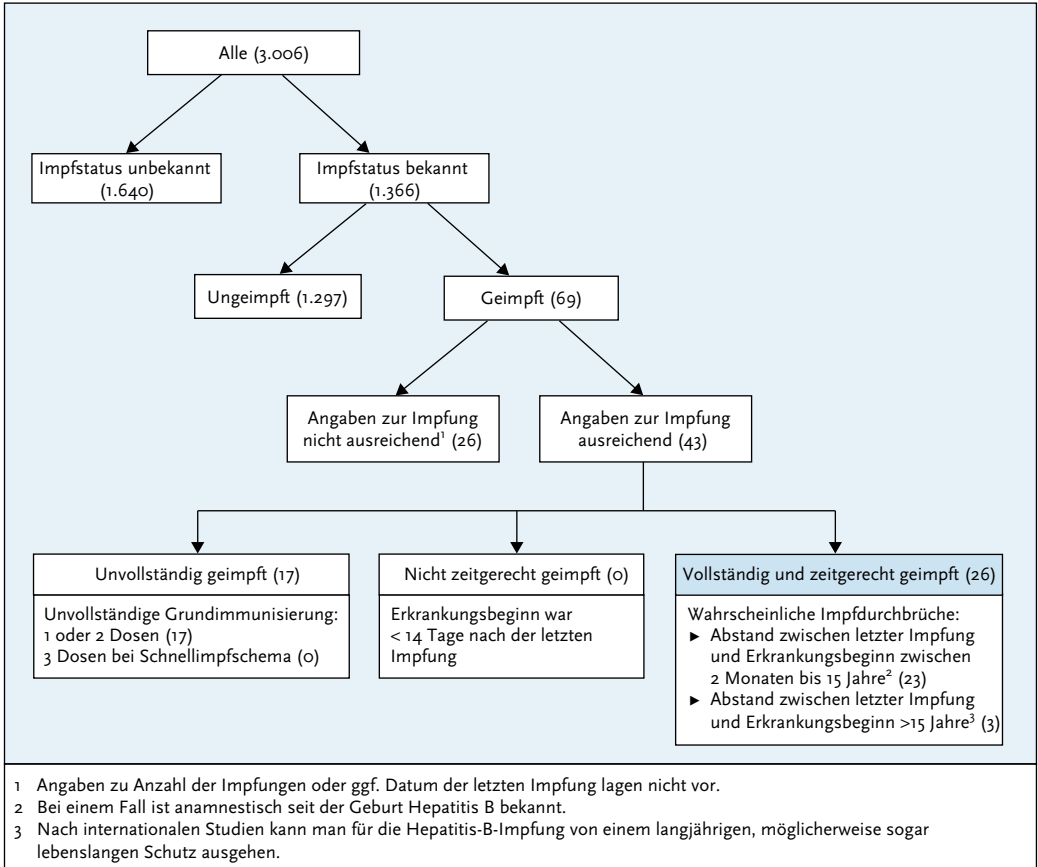 Alle (3.006)
Impfstatus unbekannt
(1.640)
Impfstatus bekannt
(1.366)
Ungeimpft (1.297)
Geimpft (69)
Angaben zur Impfung
nicht ausreichend¹ (26)
Angaben zur Impfung
ausreichend (43)
Unvollständig geimpft (17)
Unvollständige Grundimmunisierung:
1 oder 2 Dosen (17)
3 Dosen bei Schnellimpfschema (0)
Nicht zeitgerecht geimpft (0)
Erkrankungsbeginn war
< 14 Tage nach der letzten
Impfung
Vollständig und zeitgerecht geimpft (26)
Wahrscheinliche Impfdurchbrüche:
► Abstand zwischen letzter Impfung
und Erkrankungsbeginn zwischen
2 Monaten bis 15 Jahre² (23)
► Abstand zwischen letzter Impfung
und Erkrankungsbeginn >15 Jahre³ (3)
1 Angaben zu Anzahl der Impfungen oder ggf. Datum der letzten Impfung lagen nicht vor.
2 Bei einem Fall ist anamnestisch seit der Geburt Hepatitis B bekannt.
3 Nach internationalen Studien kann man für die Hepatitis-B-Impfung von einem langjährigen, möglicherweise sogar
lebenslangen Schutz ausgehen.